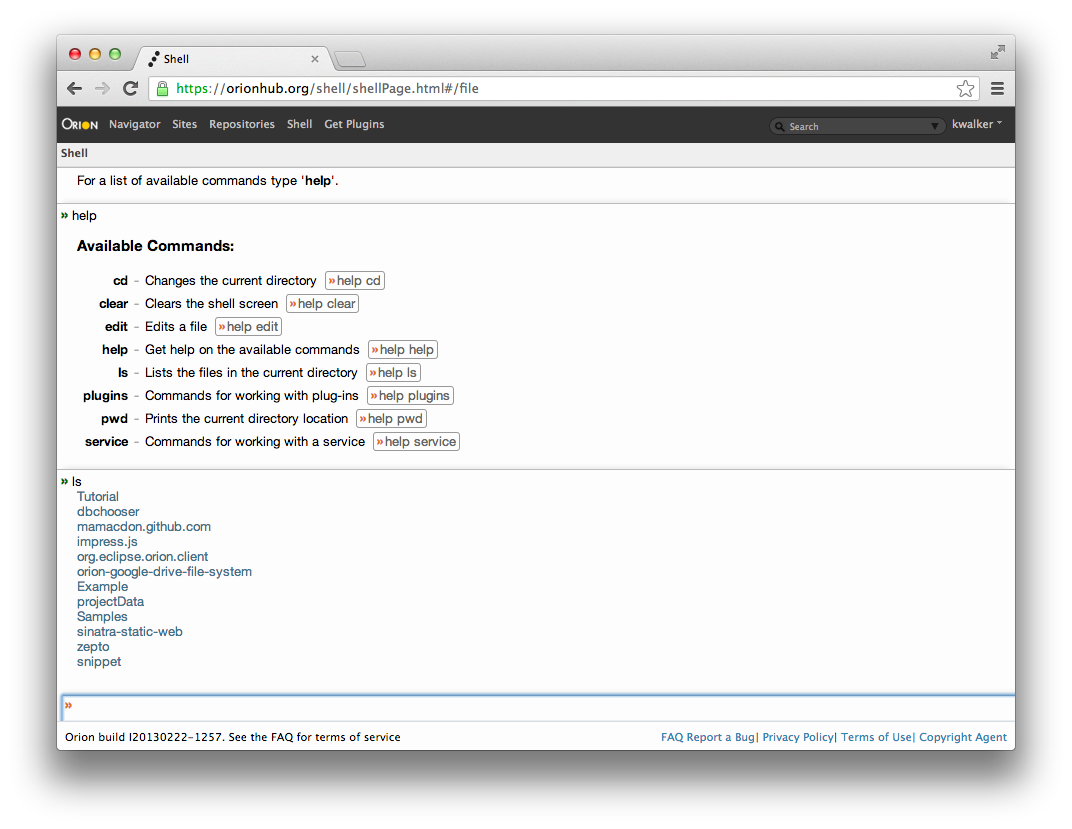 Shell
https://orionhub.org/shell/shellPage.html#/file
ORION Navigator Sites Repositories Shell Get Plugins Search kwalker
Shell
For a list of available commands type 'help'.
» help
Available Commands:
cd - Changes the current directory »help cd
clear - Clears the shell screen »help clear
edit - Edits a file »help edit
help - Get help on the available commands »help help
ls - Lists the files in the current directory »help ls
plugins - Commands for working with plug-ins »help plugins
pwd - Prints the current directory location »help pwd
service - Commands for working with a service »help service
» ls
Tutorial
dbchooser
mamacdon.github.com
impress.js
org.eclipse.orion.client
orion-google-drive-file-system
Example
projectData
Samples
sinatra-static-web
zepto
snippet
»
Orion build I20130222-1257. See the FAQ for terms of service FAQ Report a Bug| Privacy Policy| Terms of Use| Copyright Agent